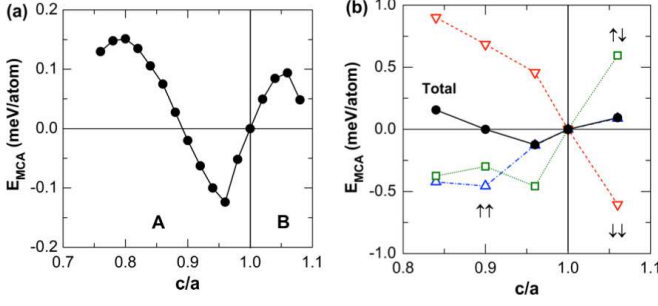 (a)
0.2
0.1
0.0
-0.1
-0.2
E_MCA (meV/atom)
A
B
0.7
0.8
0.9
1.0
1.1
c/a
(b)
1.0
0.5
0.0
-0.5
-1.0
E_MCA (meV/atom)
Total
↑↓
↑↑
↓↓
0.8
0.9
1.0
1.1
c/a